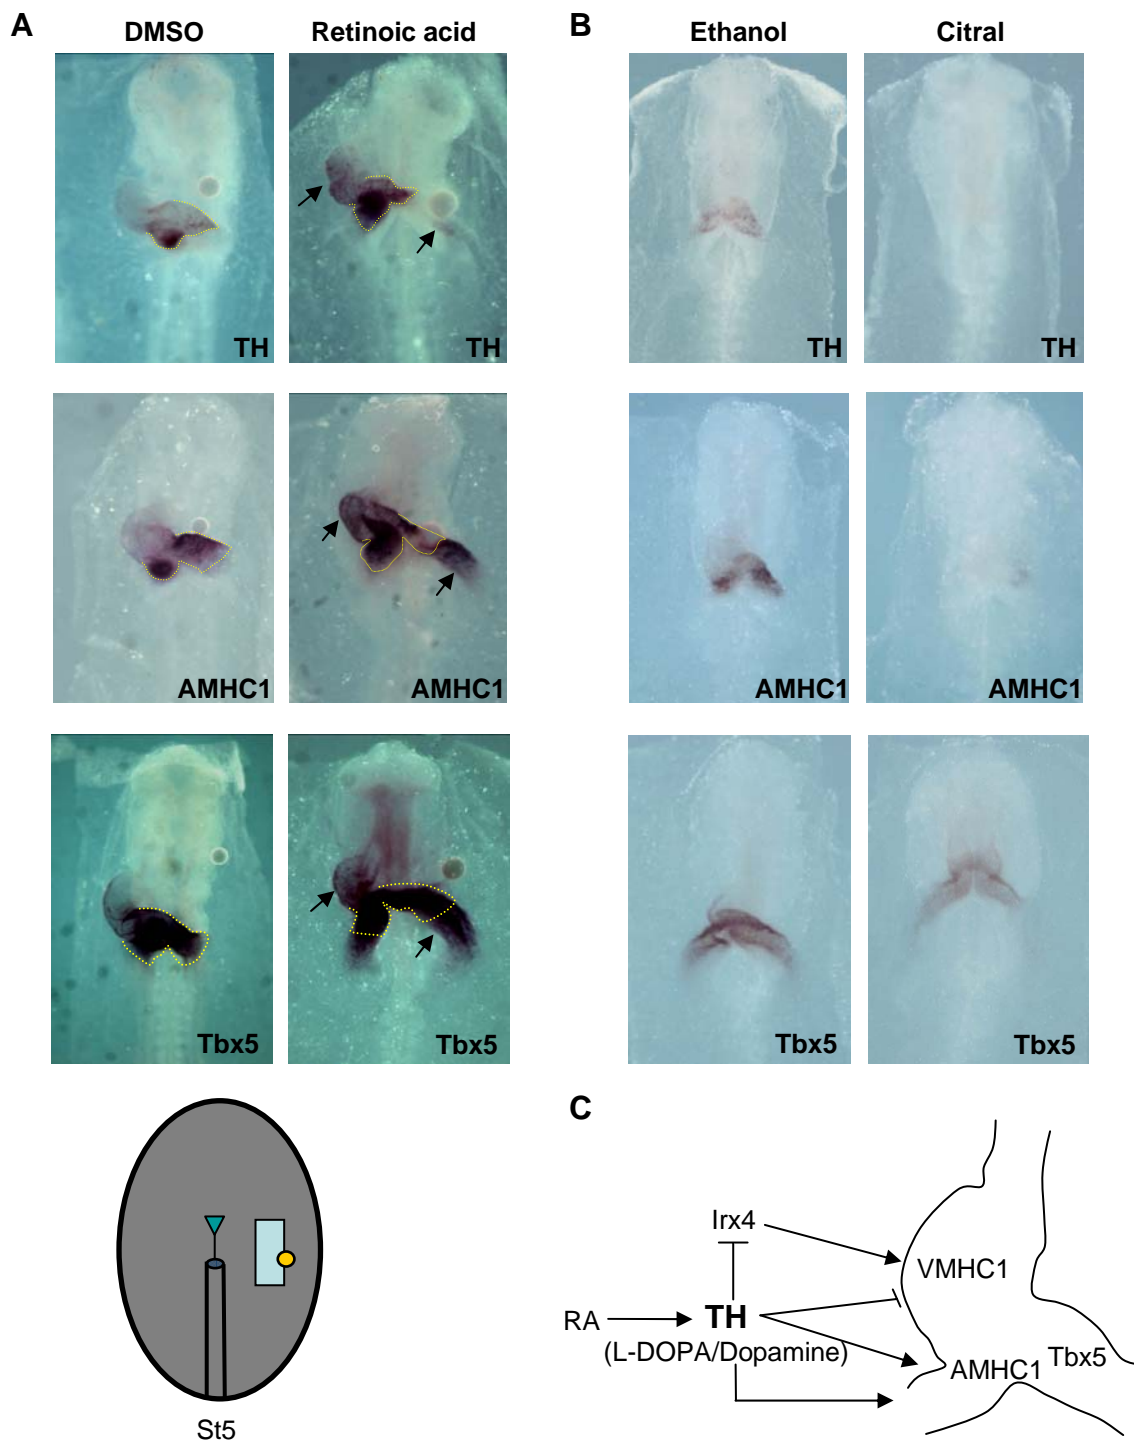 A
DMSO
Retinoic acid
TH
TH
AMHC1
AMHC1
Tbx5
Tbx5
St5
B
Ethanol
Citral
TH
TH
AMHC1
AMHC1
Tbx5
Tbx5
C
Irx4
VMHC1
RA
TH
(L-DOPA/Dopamine)
AMHC1
Tbx5